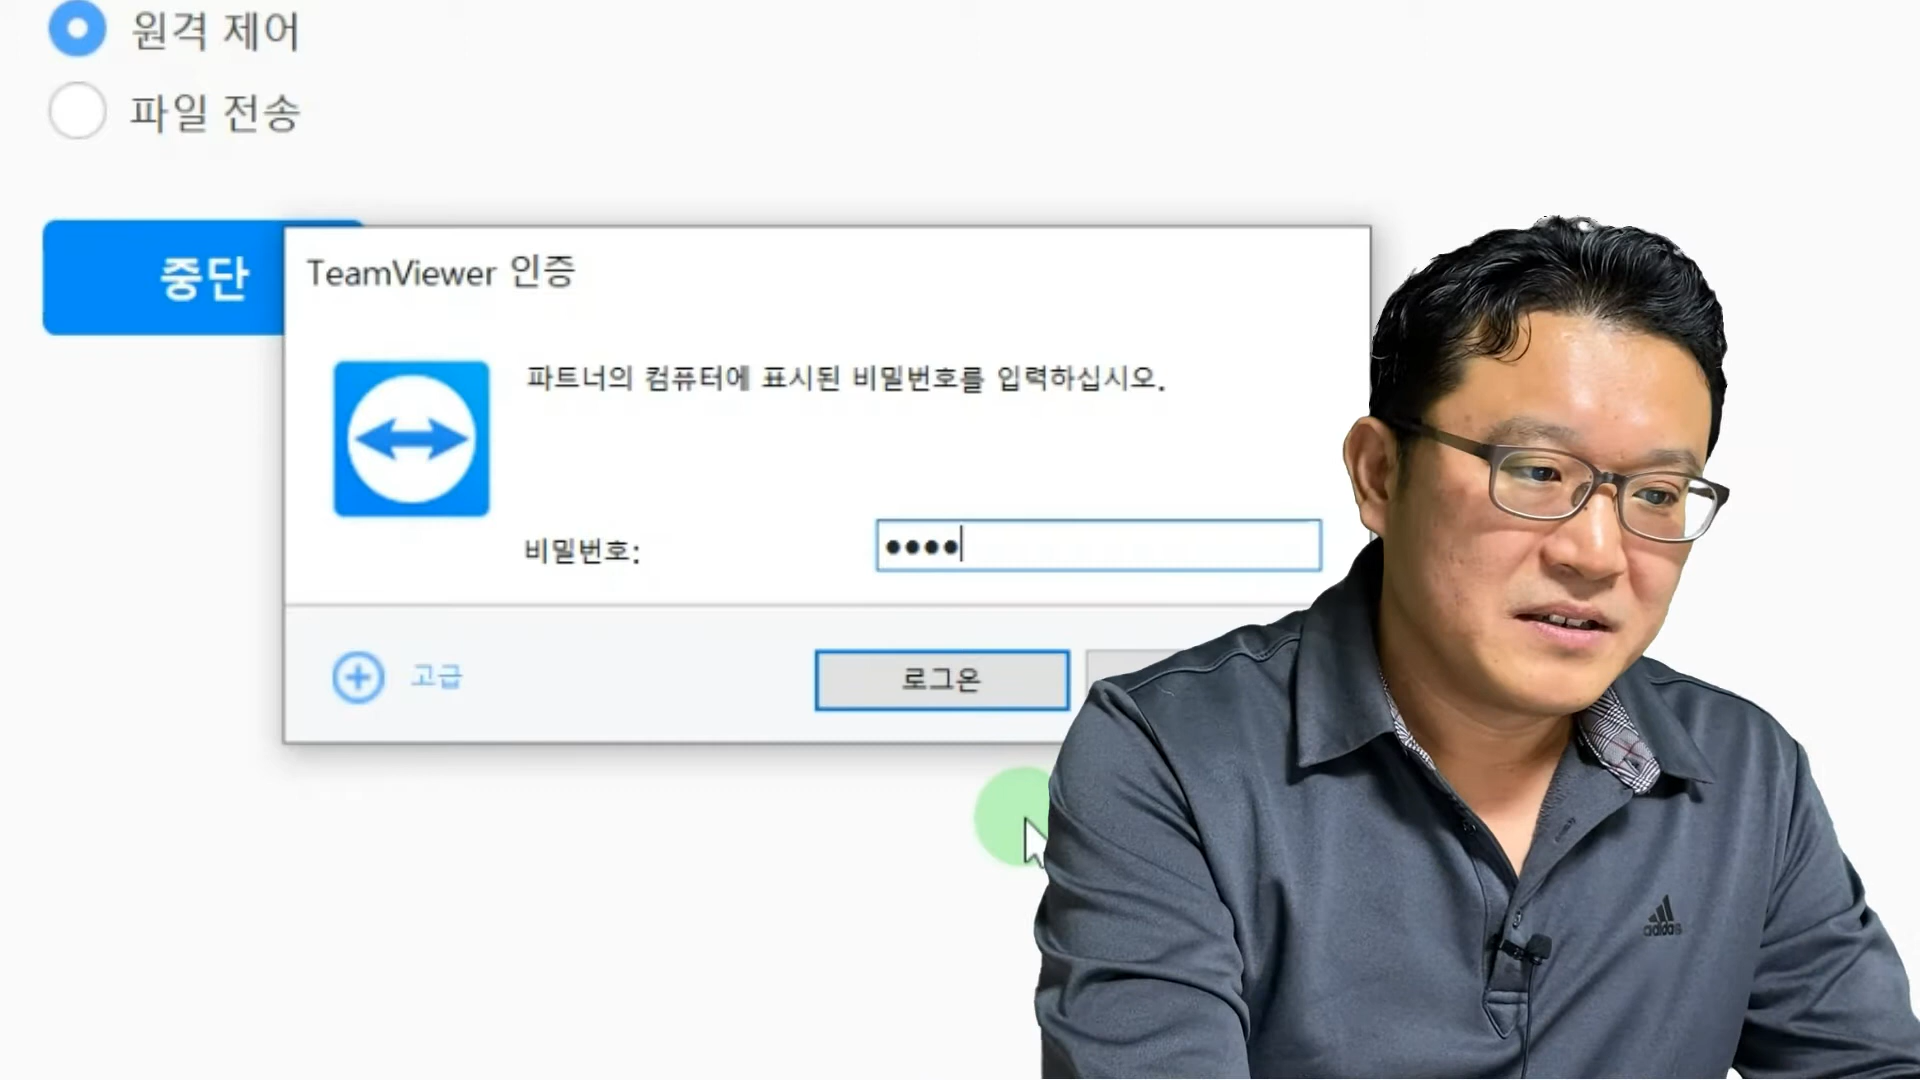 원격 제어
파일 전송
중단
TeamViewer 인증
파트너의 컴퓨터에 표시된 비밀번호를 입력하십시오.
비밀번호:
고급
로그온
adidas